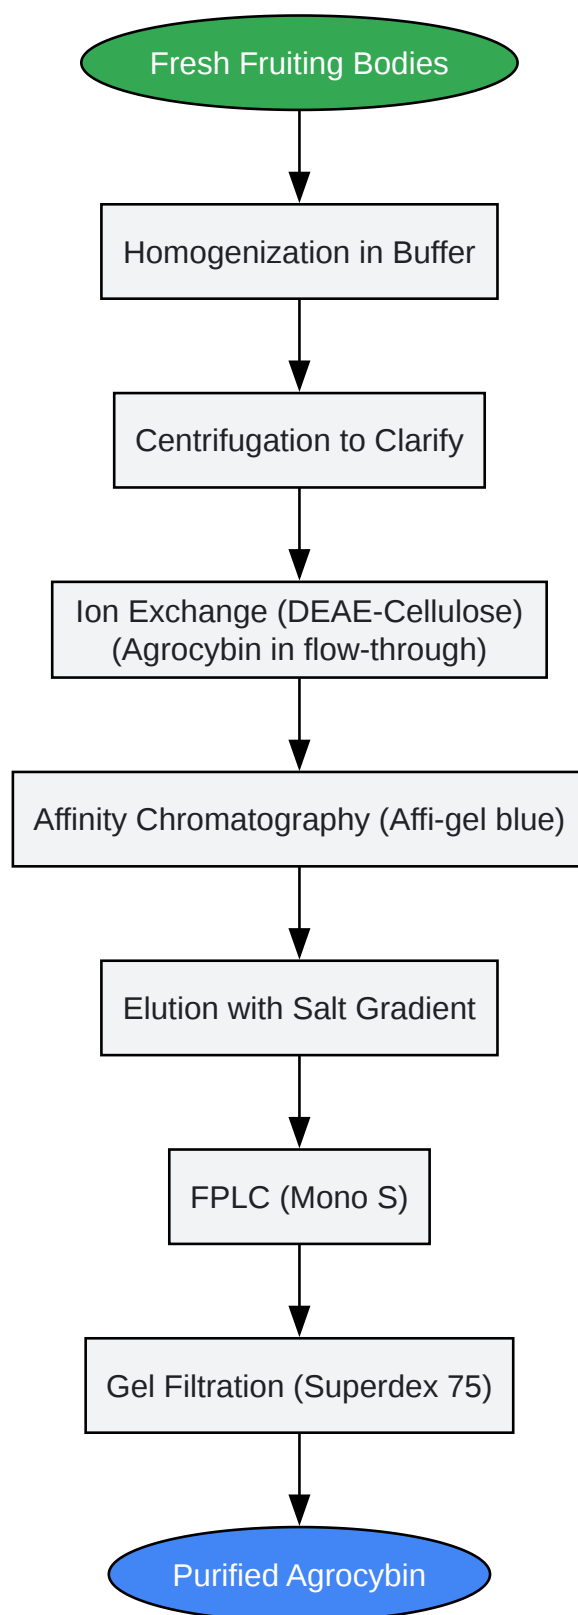 Fresh Fruiting Bodies
Homogenization in Buffer
Centrifugation to Clarify
Ion Exchange (DEAE-Cellulose)
(Agrocybin in flow-through)
Affinity Chromatography (Affi-gel blue)
Elution with Salt Gradient
FPLC (Mono S)
Gel Filtration (Superdex 75)
Purified Agrocybin